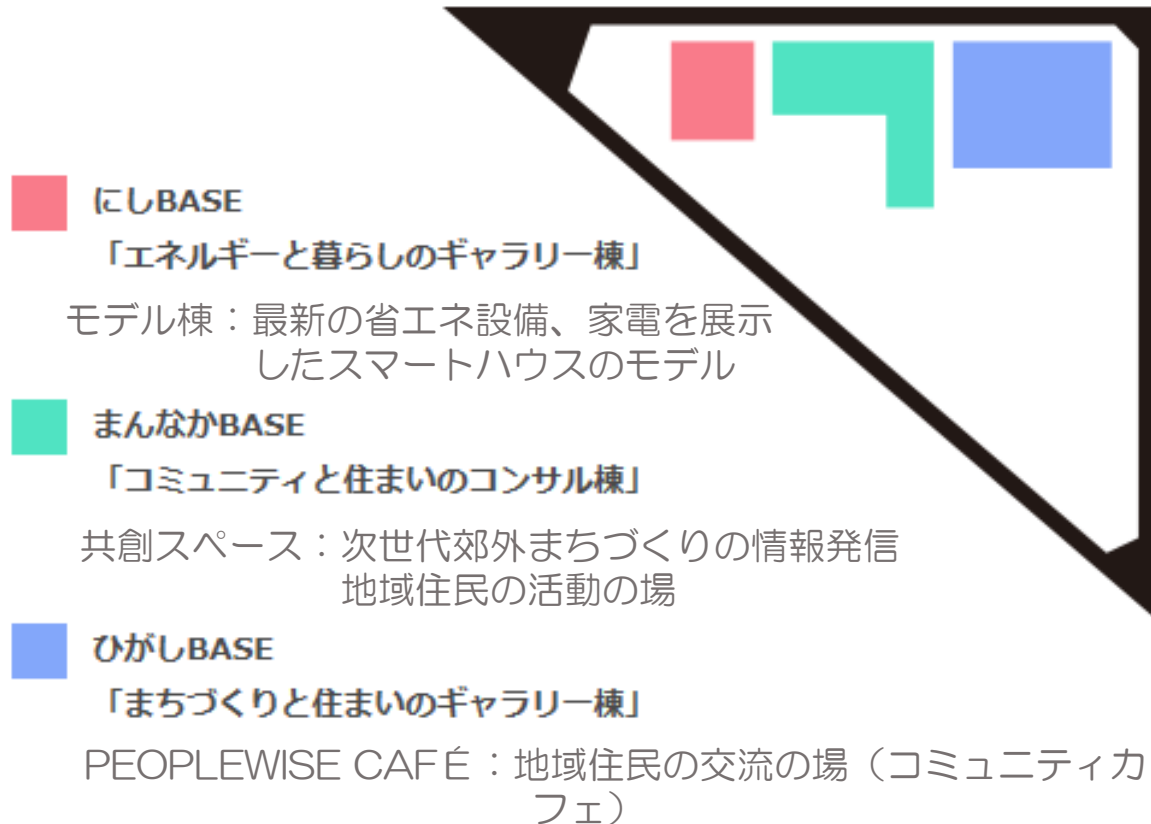 にしBASE
「エネルギーと暮らしのギャラリー棟」
モデル棟：最新の省エネ設備、家電を展示
したスマートハウスのモデル
まんなかBASE
「コミュニティと住まいのコンサル棟」
共創スペース：次世代郊外まちづくりの情報発信
地域住民の活動の場
ひがしBASE
「まちづくりと住まいのギャラリー棟」
PEOPLEWISE CAFÉ：地域住民の交流の場（コミュニティカ
フェ）